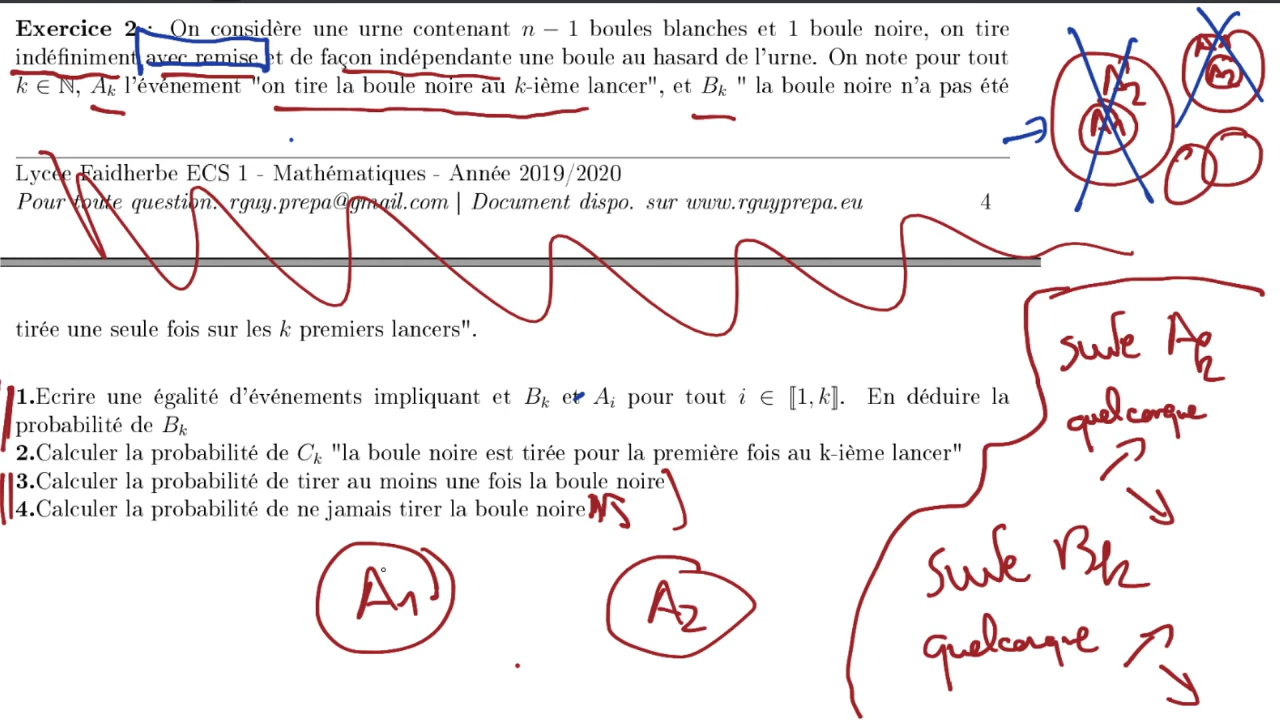 Exercice 2 : On considère une urne contenant n − 1 boules blanches et 1 boule noire, on tire
indéfiniment avec remise et de façon indépendante une boule au hasard de l'urne. On note pour tout
k ∈ ℕ, A_k l'événement "on tire la boule noire au k-ième lancer", et B_k " la boule noire n'a pas été
A2
A1
A1
A2
Lycée Faidherbe ECS 1 - Mathématiques - Année 2019/2020
Pour toute question: rguy.prepa@gmail.com | Document dispo. sur www.rguyprepa.eu 4
tirée une seule fois sur les k premiers lancers".
1.Ecrire une égalité d'événements impliquant et B_k et A_i pour tout i ∈ ⟦1, k⟧. En déduire la
probabilité de B_k
2.Calculer la probabilité de C_k "la boule noire est tirée pour la première fois au k-ième lancer"
3.Calculer la probabilité de tirer au moins une fois la boule noire
4.Calculer la probabilité de ne jamais tirer la boule noire
suite
quelconque
A1
A2
suite Bk
quelconque